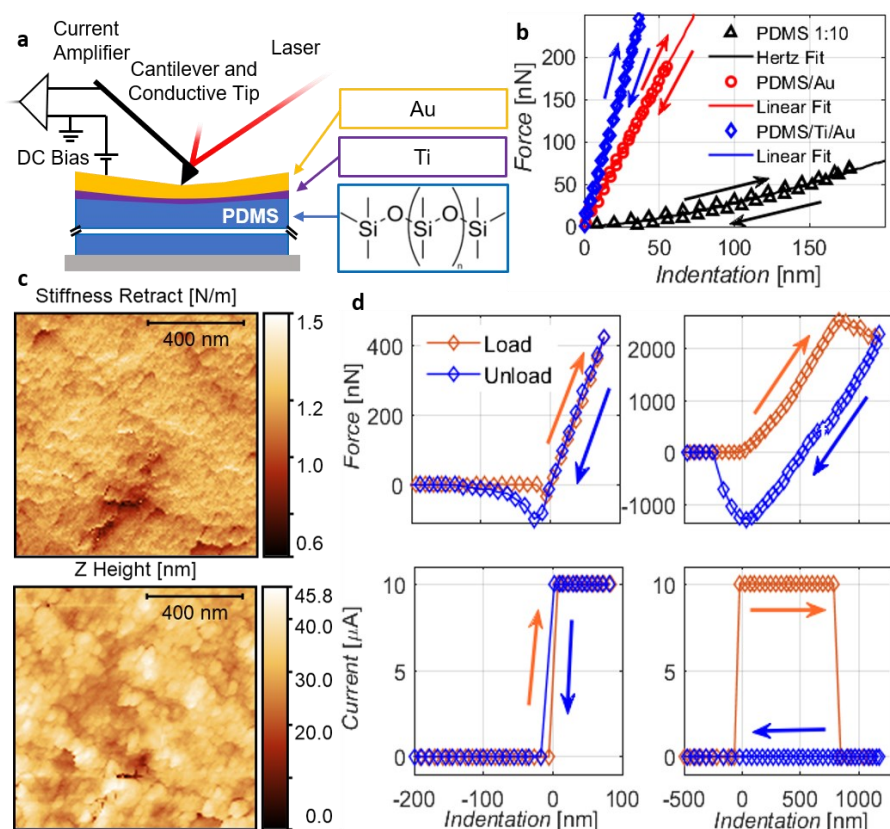 a
Current
Amplifier
Laser
Cantilever and
Conductive Tip
DC Bias
Au
Ti
PDMS
Si
O
Si
O
Si
n
b
Force [nN]
200
150
100
50
0
PDMS 1:10
Hertz Fit
PDMS/Au
Linear Fit
PDMS/Ti/Au
Linear Fit
0 50 100 150
Indentation [nm]
c
Stiffness Retract [N/m]
400 nm
1.5
1.2
1.0
0.6
Z Height [nm]
400 nm
45.8
40.0
30.0
20.0
0.0
d
Force [nN]
400
200
0
Load
Unload
2000
1000
0
-1000
Current [µA]
10
5
0
-200 -100 0 100
Indentation [nm]
10
5
0
-500 0 500 1000
Indentation [nm]